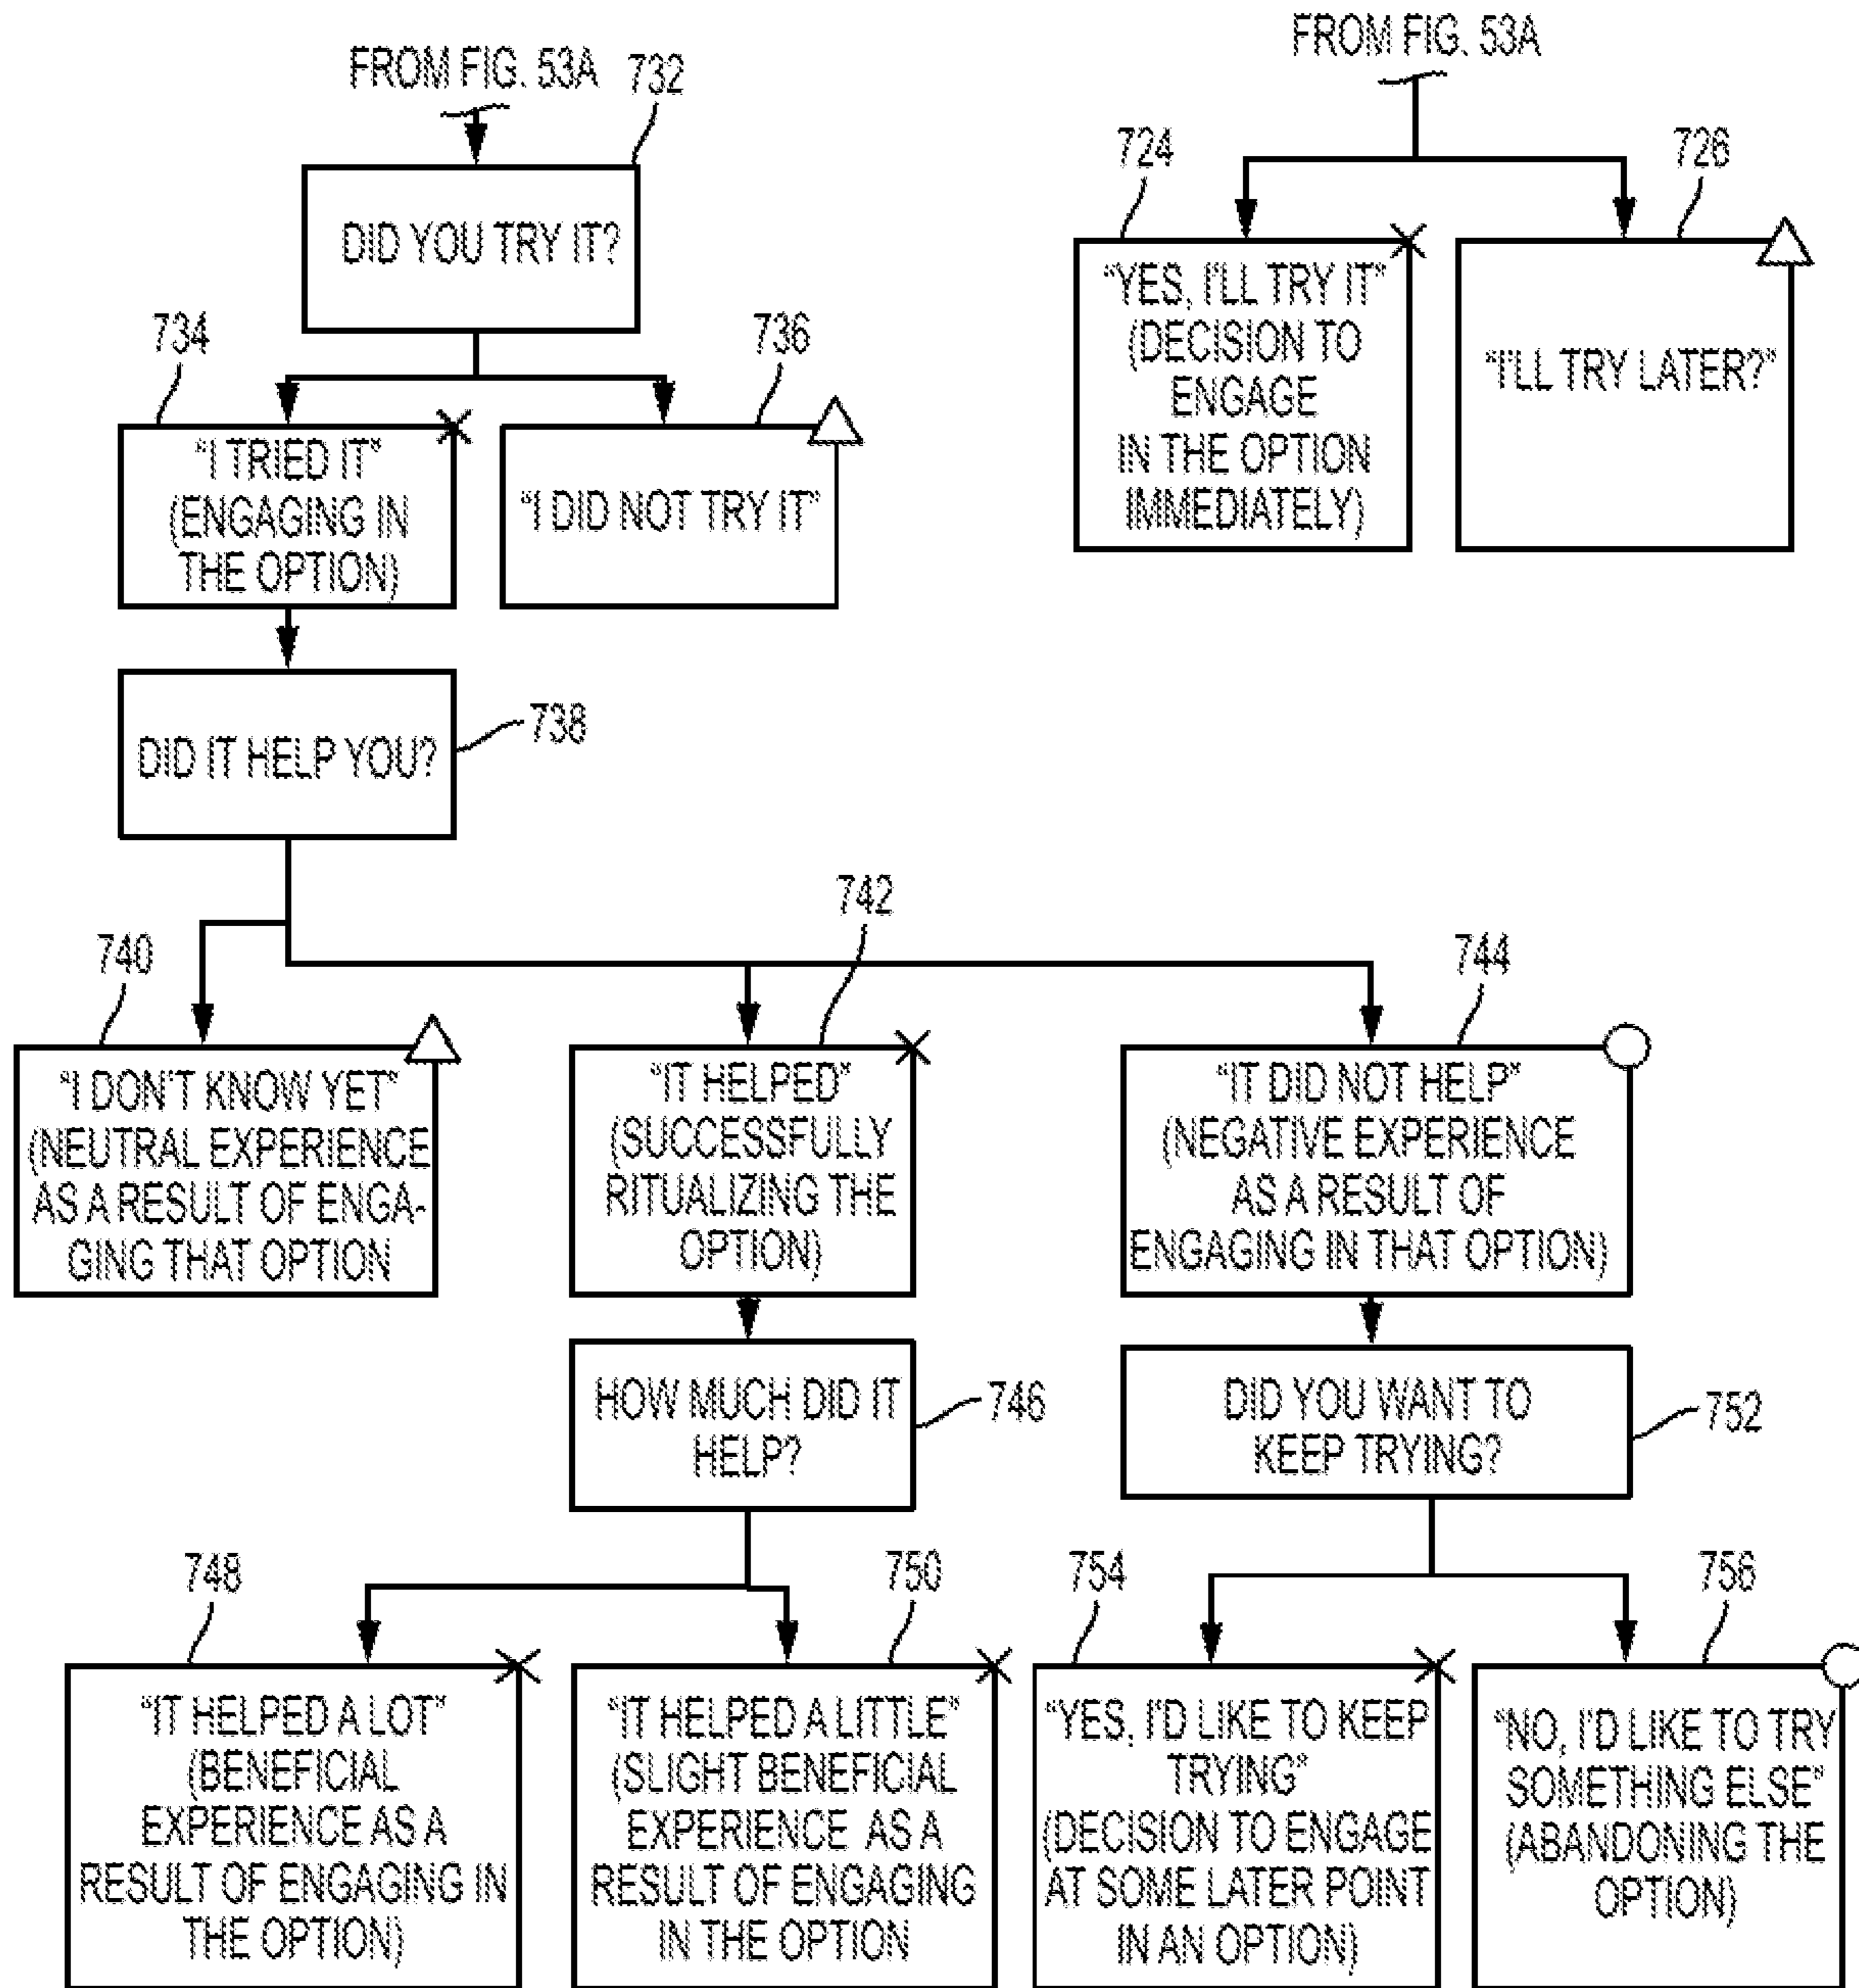 FROM FIG. 53A
732
DID YOU TRY IT?
734
736
"I TRIED IT"
(ENGAGING IN
THE OPTION)
"I DID NOT TRY IT"
FROM FIG. 53A
724
726
"YES, I'LL TRY IT"
(DECISION TO
ENGAGE
IN THE OPTION
IMMEDIATELY)
"I'LL TRY LATER?"
DID IT HELP YOU?
738
740
742
744
"I DON'T KNOW YET"
(NEUTRAL EXPERIENCE
AS A RESULT OF ENGA-
GING THAT OPTION
"IT HELPED"
(SUCCESSFULLY
RITUALIZING THE
OPTION)
"IT DID NOT HELP"
(NEGATIVE EXPERIENCE
AS A RESULT OF
ENGAGING IN THAT OPTION)
HOW MUCH DID IT
HELP?
746
DID YOU WANT TO
KEEP TRYING?
752
748
750
754
756
"IT HELPED A LOT"
(BENEFICIAL
EXPERIENCE AS A
RESULT OF ENGAGING IN
THE OPTION)
"IT HELPED A LITTLE"
(SLIGHT BENEFICIAL
EXPERIENCE AS A
RESULT OF ENGAGING
IN THE OPTION
"YES, I'D LIKE TO KEEP
TRYING"
(DECISION TO ENGAGE
AT SOME LATER POINT
IN AN OPTION)
"NO, I'D LIKE TO TRY
SOMETHING ELSE"
(ABANDONING THE
OPTION)